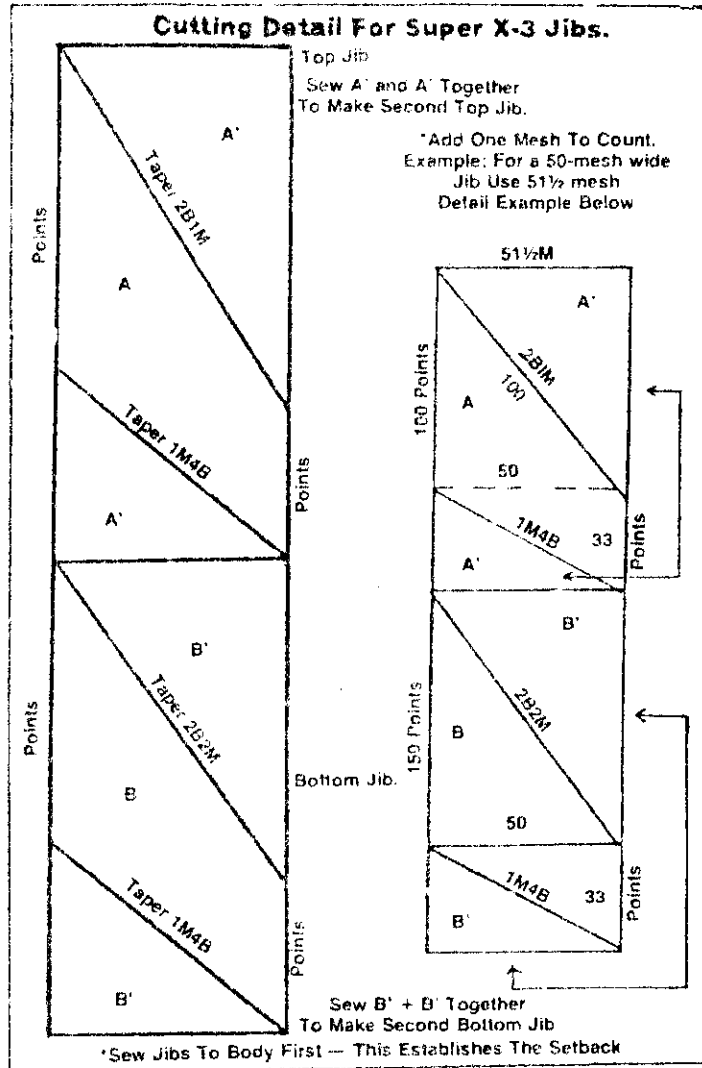 Cutting Detail For Super X-3 Jibs.
Top Jib
Sew A' and A' Together
To Make Second Top Jib.
*Add One Mesh To Count.
Example: For a 50-mesh wide
Jib Use 51½ mesh
Detail Example Below
A'
Taper 2B1M
Points
A
Taper 1M4B
Points
A'
B'
Taper 2B2M
Points
B
Bottom Jib.
Taper 1M4B
Points
B'
51½M
A'
2B1M
100
100 Points
A
50
1M4B
33
Points
A'
B'
2B2M
150 Points
B
50
1M4B
33
Points
B'
Sew B' + B' Together
To Make Second Bottom Jib
*Sew Jibs To Body First — This Establishes The Setback